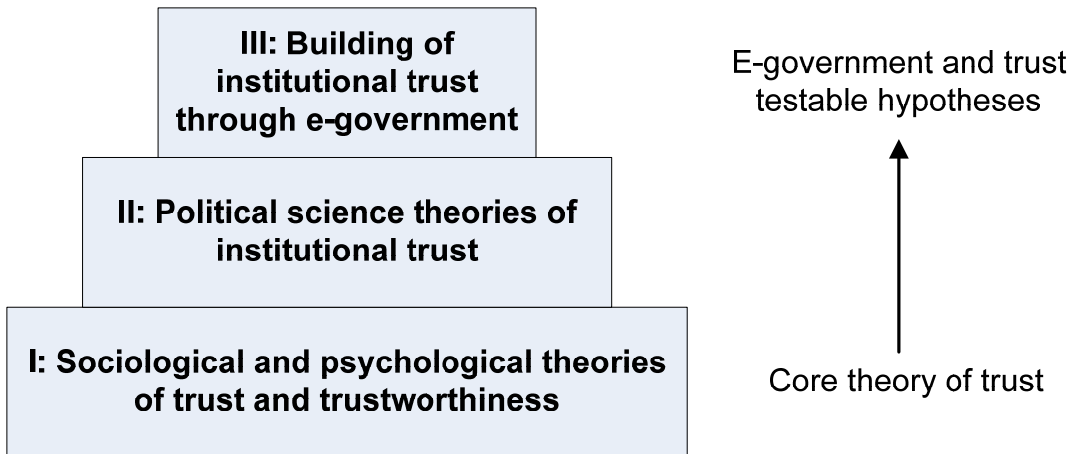 III: Building of
institutional trust
through e-government
E-government and trust
testable hypotheses
II: Political science theories of
institutional trust
I: Sociological and psychological theories
of trust and trustworthiness
Core theory of trust